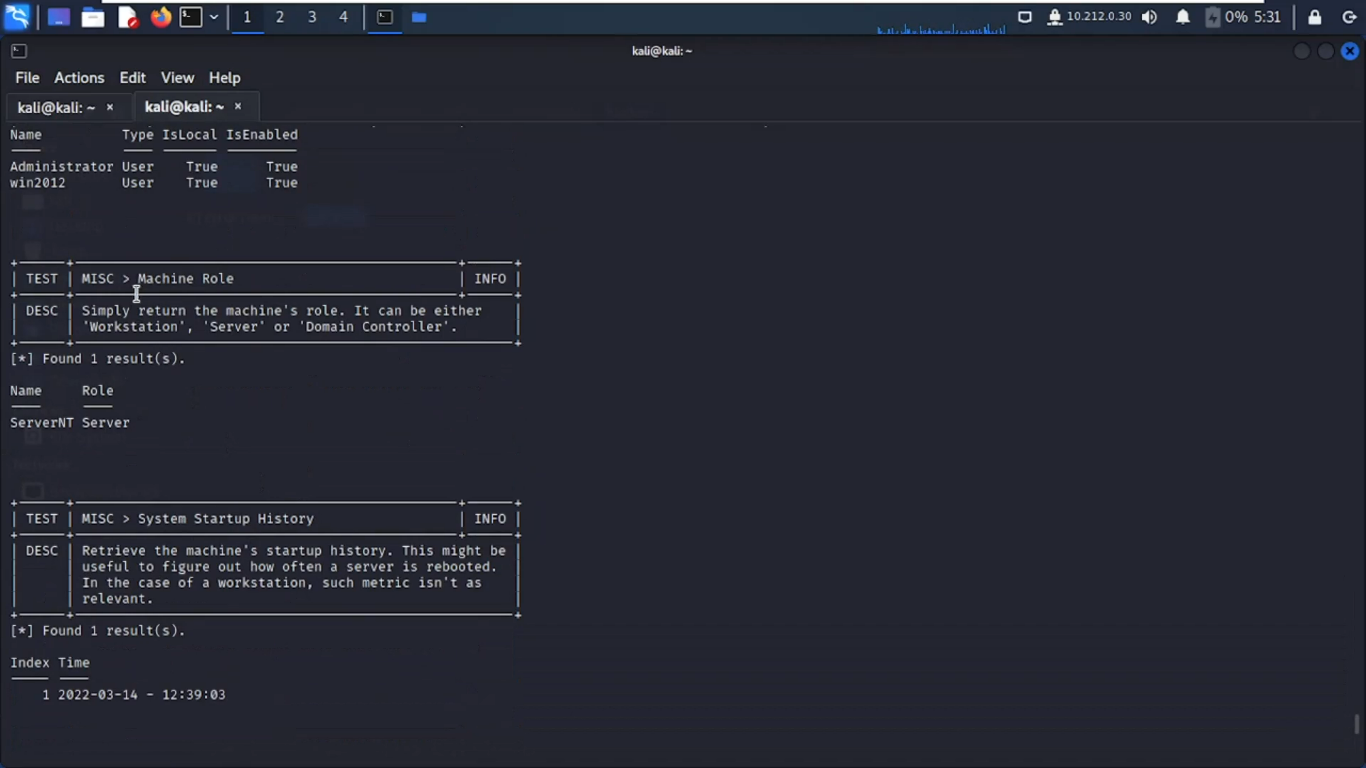 1 2 3 4 10.212.0.30 0% 5:31
kali@kali: ~
File Actions Edit View Help
kali@kali: ~ × kali@kali: ~ ×
Name Type IsLocal IsEnabled
Administrator User True True
win2012 User True True
TEST MISC > Machine Role INFO
DESC Simply return the machine's role. It can be either
'Workstation', 'Server' or 'Domain Controller'.
[*] Found 1 result(s).
Name Role
ServerNT Server
TEST MISC > System Startup History INFO
DESC Retrieve the machine's startup history. This might be
useful to figure out how often a server is rebooted.
In the case of a workstation, such metric isn't as
relevant.
[*] Found 1 result(s).
Index Time
1 2022-03-14 - 12:39:03